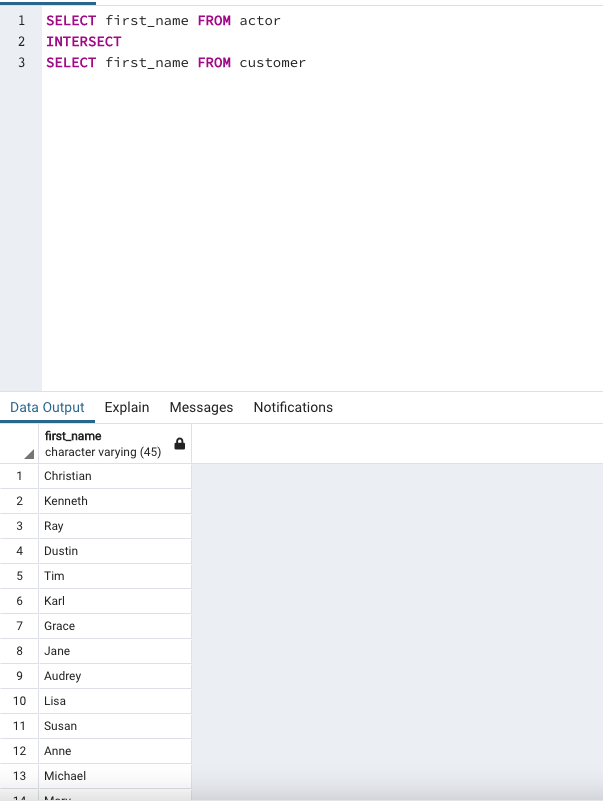 1 SELECT first_name FROM actor
2 INTERSECT
3 SELECT first_name FROM customer
Data Output Explain Messages Notifications
first_name
character varying (45)
1 Christian
2 Kenneth
3 Ray
4 Dustin
5 Tim
6 Karl
7 Grace
8 Jane
9 Audrey
10 Lisa
11 Susan
12 Anne
13 Michael